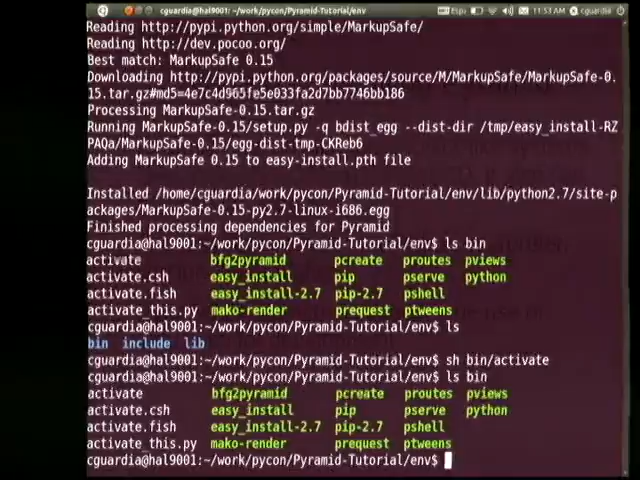 cguardia@hal9001: ~/work/pycon/Pyramid-Tutorial/env
Espi 11:53 AM cguardia
Reading http://pypi.python.org/simple/MarkupSafe/
Reading http://dev.pocoo.org/
Best match: MarkupSafe 0.15
Downloading http://pypi.python.org/packages/source/M/MarkupSafe/MarkupSafe-0.
15.tar.gz#md5=4e7c4d965fe5e033fa2d7bb7746bb186
Processing MarkupSafe-0.15.tar.gz
Running MarkupSafe-0.15/setup.py -q bdist_egg --dist-dir /tmp/easy_install-RZ
PAQa/MarkupSafe-0.15/egg-dist-tmp-CKReb6
Adding MarkupSafe 0.15 to easy-install.pth file
Installed /home/cguardia/work/pycon/Pyramid-Tutorial/env/lib/python2.7/site-p
ackages/MarkupSafe-0.15-py2.7-linux-i686.egg
Finished processing dependencies for Pyramid
cguardia@hal9001:~/work/pycon/Pyramid-Tutorial/env$ ls bin
activate bfg2pyramid pcreate proutes pviews
activate.csh easy_install pip pserve python
activate.fish easy_install-2.7 pip-2.7 pshell
activate_this.py mako-render prequest ptweens
cguardia@hal9001:~/work/pycon/Pyramid-Tutorial/env$ ls
bin include lib
cguardia@hal9001:~/work/pycon/Pyramid-Tutorial/env$ sh bin/activate
cguardia@hal9001:~/work/pycon/Pyramid-Tutorial/env$ ls bin
activate bfg2pyramid pcreate proutes pviews
activate.csh easy_install pip pserve python
activate.fish easy_install-2.7 pip-2.7 pshell
activate_this.py mako-render prequest ptweens
cguardia@hal9001:~/work/pycon/Pyramid-Tutorial/env$